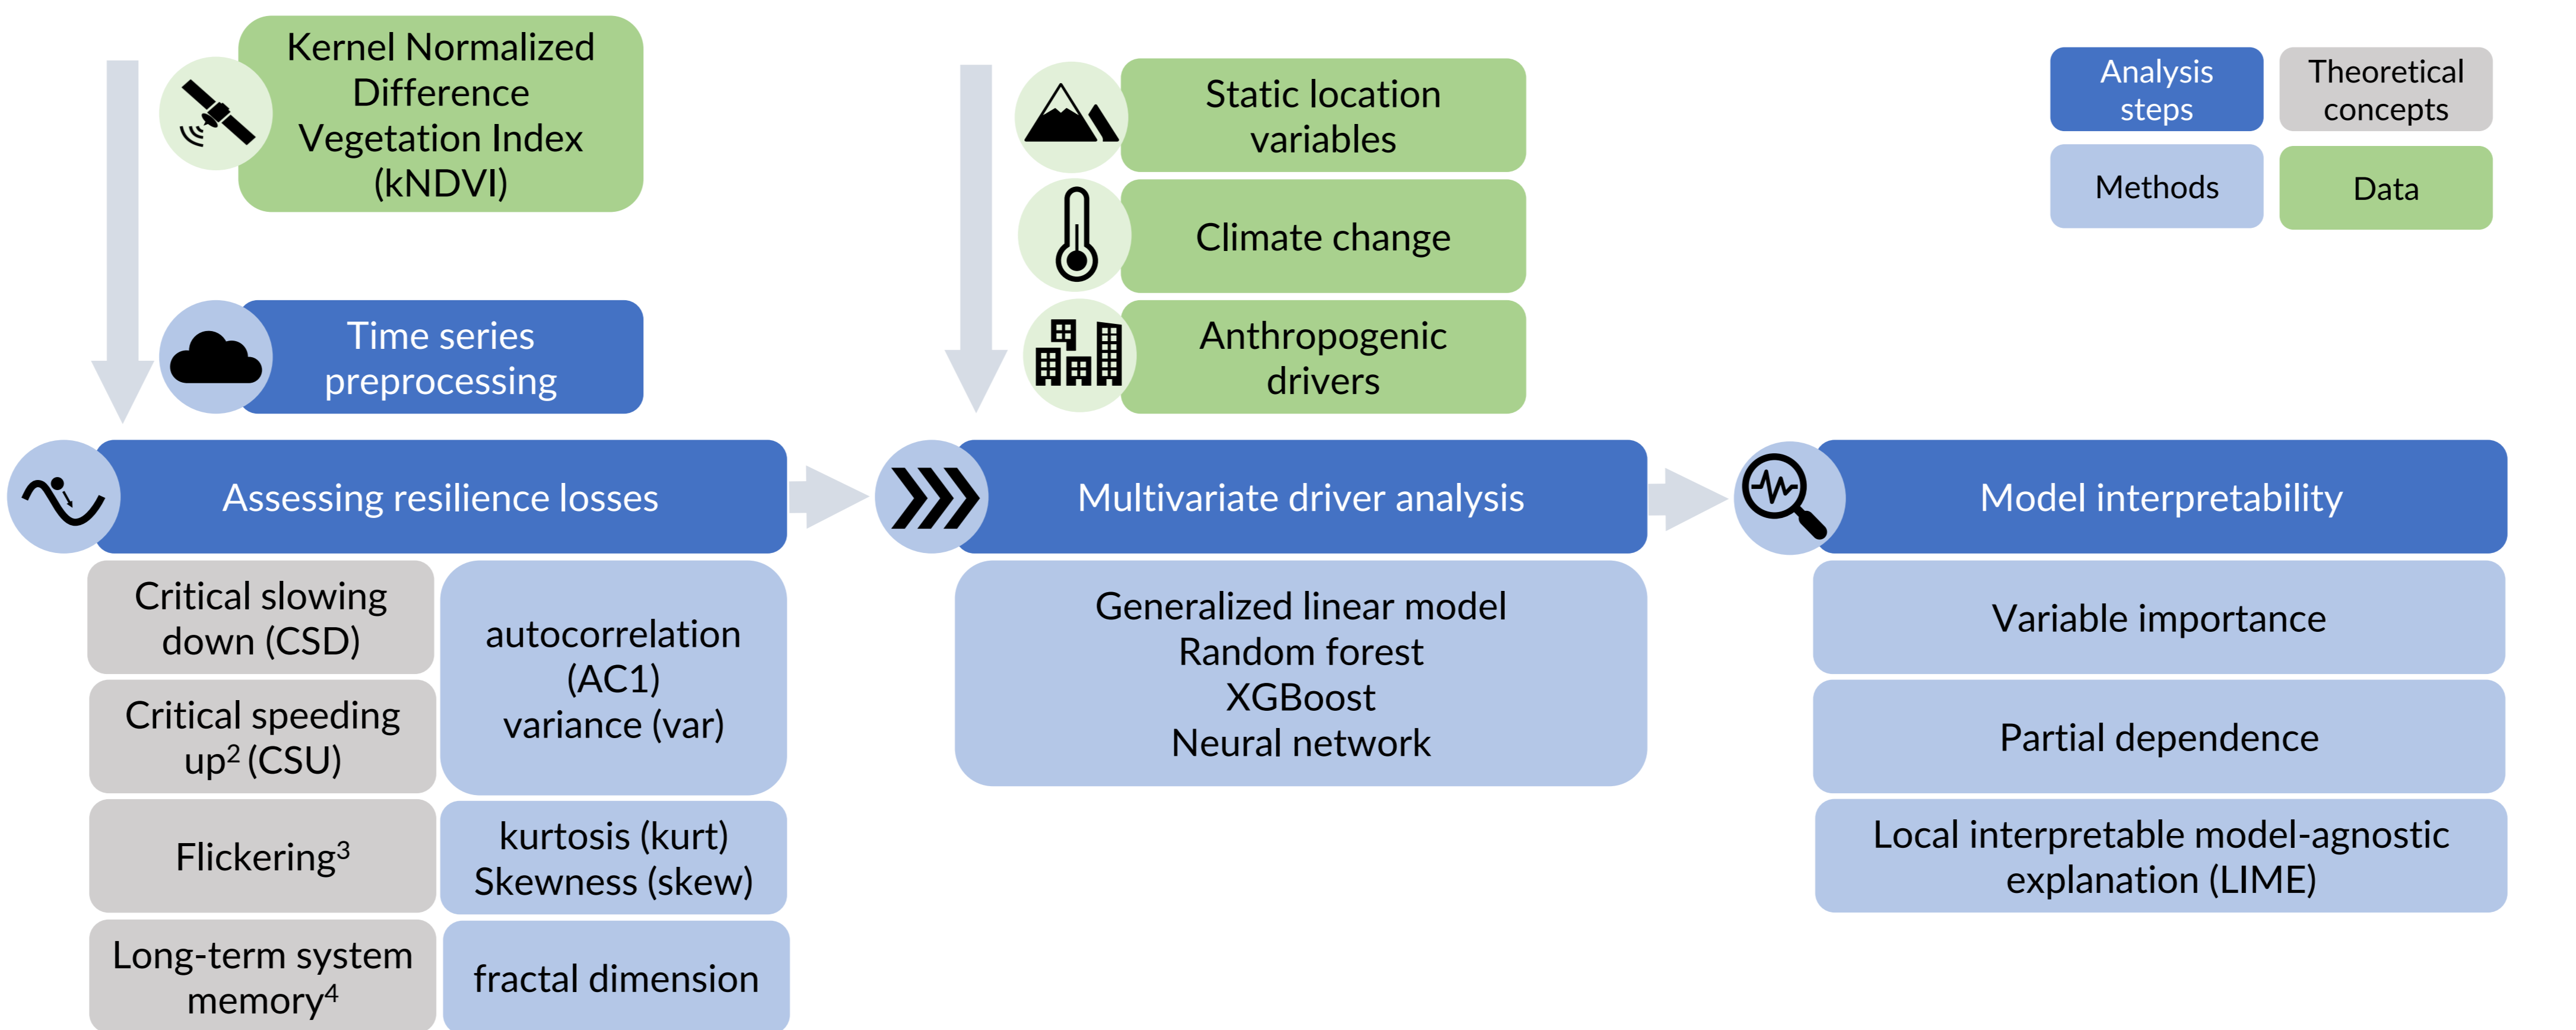 Kernel Normalized
Difference
Vegetation Index
(kNDVI)
Time series
preprocessing
Assessing resilience losses
Critical slowing
down (CSD)
Critical speeding
up² (CSU)
Flickering³
Long-term system
memory⁴
autocorrelation
(AC1)
variance (var)
kurtosis (kurt)
Skewness (skew)
fractal dimension
Static location
variables
Climate change
Anthropogenic
drivers
Multivariate driver analysis
Generalized linear model
Random forest
XGBoost
Neural network
Analysis
steps
Theoretical
concepts
Methods
Data
Model interpretability
Variable importance
Partial dependence
Local interpretable model-agnostic
explanation (LIME)